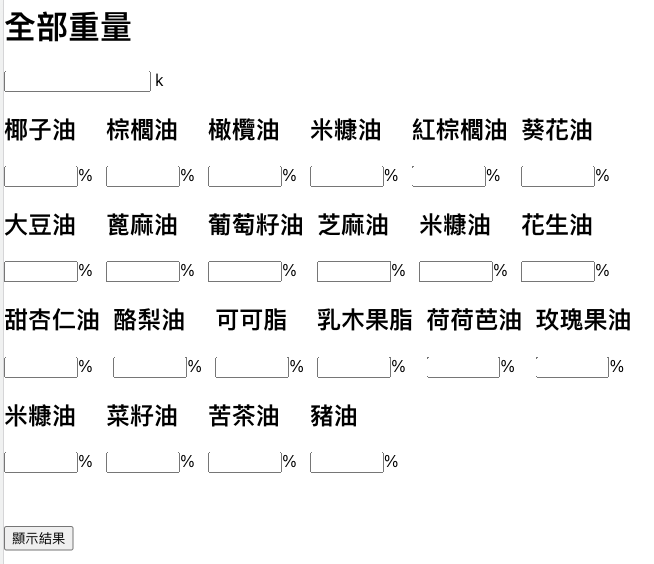 全部重量
k
椰子油 棕櫚油 橄欖油 米糠油 紅棕櫚油 葵花油
% % % % % %
大豆油 蓖麻油 葡萄籽油 芝麻油 米糠油 花生油
% % % % % %
甜杏仁油 酪梨油 可可脂 乳木果脂 荷荷芭油 玫瑰果油
% % % % % %
米糠油 菜籽油 苦茶油 豬油
% % % %
顯示結果